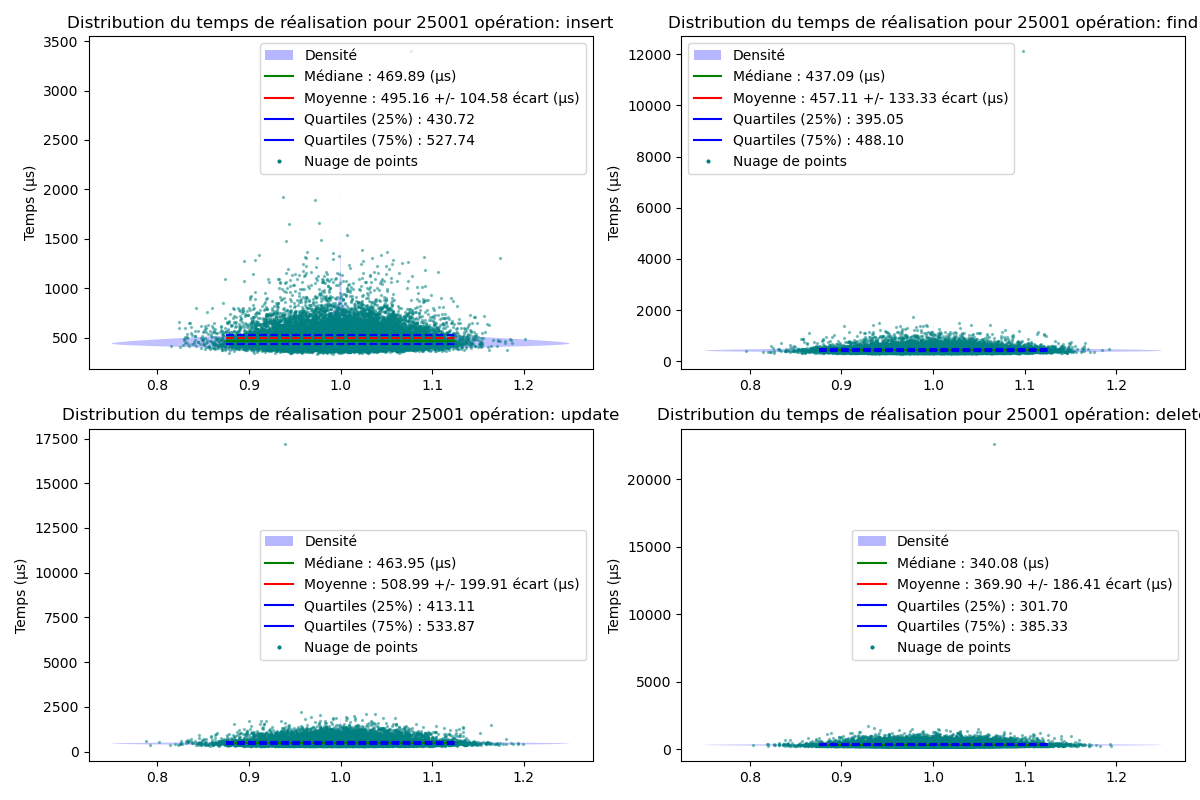 Distribution du temps de réalisation pour 25001 opération: insert
Temps (µs)
3500
3000
2500
2000
1500
1000
500
0.8 0.9 1.0 1.1 1.2
Densité
Médiane : 469.89 (µs)
Moyenne : 495.16 +/- 104.58 écart (µs)
Quartiles (25%) : 430.72
Quartiles (75%) : 527.74
Nuage de points
Distribution du temps de réalisation pour 25001 opération: find
Temps (µs)
12000
10000
8000
6000
4000
2000
0
0.8 0.9 1.0 1.1 1.2
Densité
Médiane : 437.09 (µs)
Moyenne : 457.11 +/- 133.33 écart (µs)
Quartiles (25%) : 395.05
Quartiles (75%) : 488.10
Nuage de points
Distribution du temps de réalisation pour 25001 opération: update
Temps (µs)
17500
15000
12500
10000
7500
5000
2500
0
0.8 0.9 1.0 1.1 1.2
Densité
Médiane : 463.95 (µs)
Moyenne : 508.99 +/- 199.91 écart (µs)
Quartiles (25%) : 413.11
Quartiles (75%) : 533.87
Nuage de points
Distribution du temps de réalisation pour 25001 opération: delete
Temps (µs)
20000
15000
10000
5000
0
0.8 0.9 1.0 1.1 1.2
Densité
Médiane : 340.08 (µs)
Moyenne : 369.90 +/- 186.41 écart (µs)
Quartiles (25%) : 301.70
Quartiles (75%) : 385.33
Nuage de points